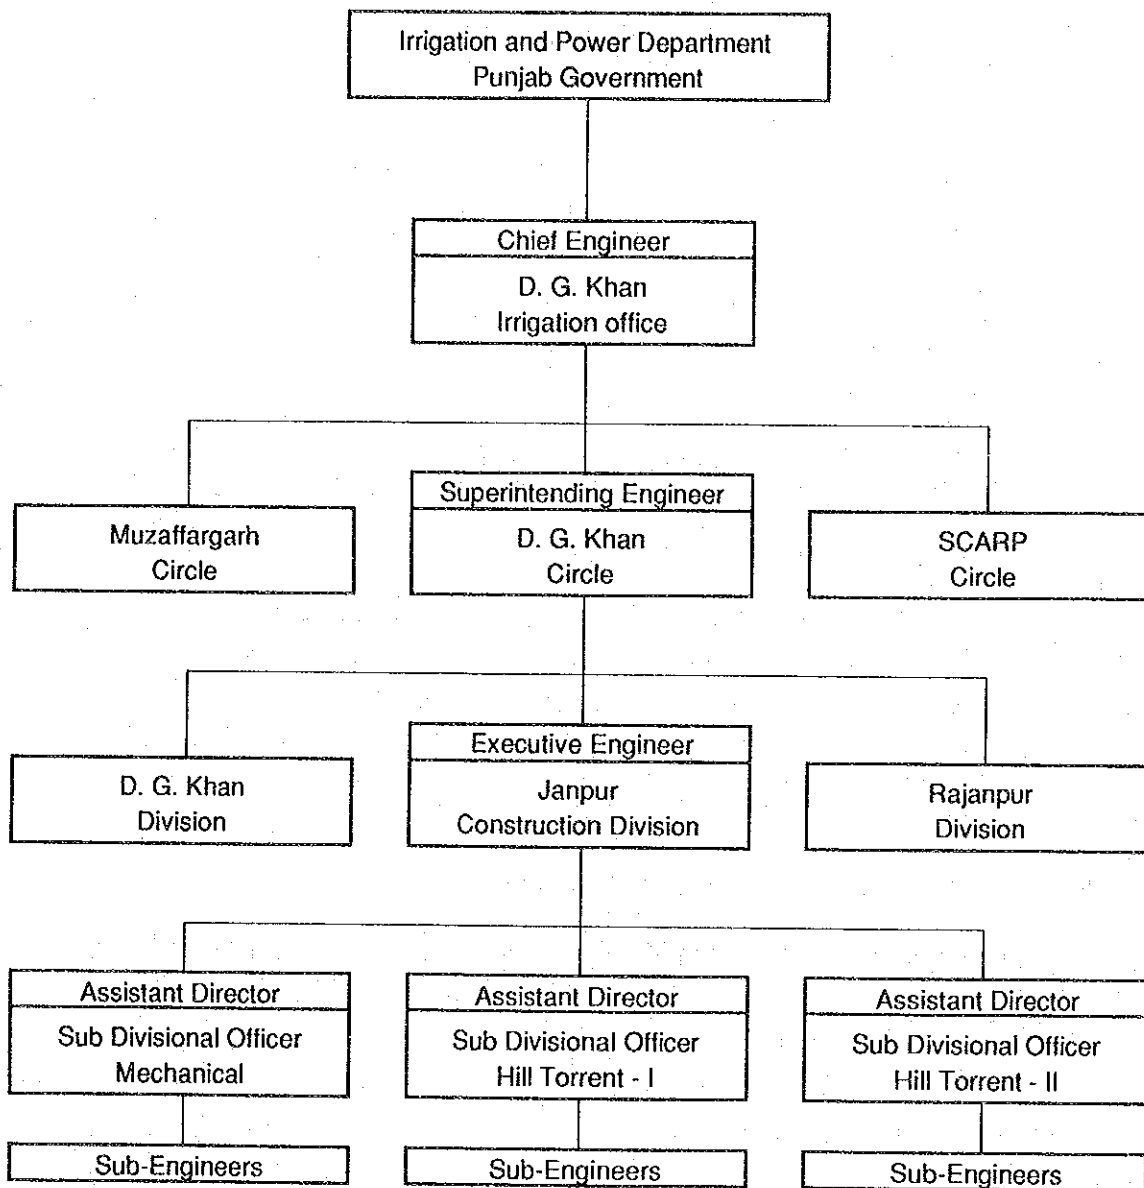 Irrigation and Power Department
Punjab Government
Chief Engineer
D. G. Khan
Irrigation office
Muzaffargarh
Circle
Superintending Engineer
D. G. Khan
Circle
SCARP
Circle
D. G. Khan
Division
Executive Engineer
Janpur
Construction Division
Rajanpur
Division
Assistant Director
Sub Divisional Officer
Mechanical
Assistant Director
Sub Divisional Officer
Hill Torrent - I
Assistant Director
Sub Divisional Officer
Hill Torrent - II
Sub-Engineers
Sub-Engineers
Sub-Engineers